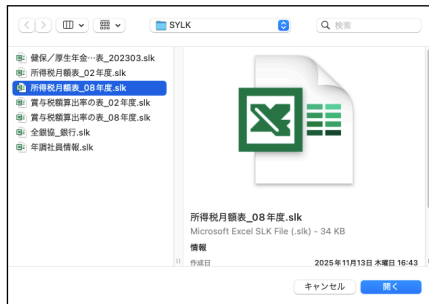 SYLK
検索
健保／厚生年金…表_202303.slk
所得税月額表_02年度.slk
所得税月額表_08年度.slk
賞与税額算出率の表_02年度.slk
賞与税額算出率の表_08年度.slk
全銀協_銀行.slk
年調社員情報.slk
所得税月額表_08年度.slk
Microsoft Excel SLK File (.slk) - 34 KB
情報
作成日 2025年11月13日 木曜日 16:43
キャンセル 開く